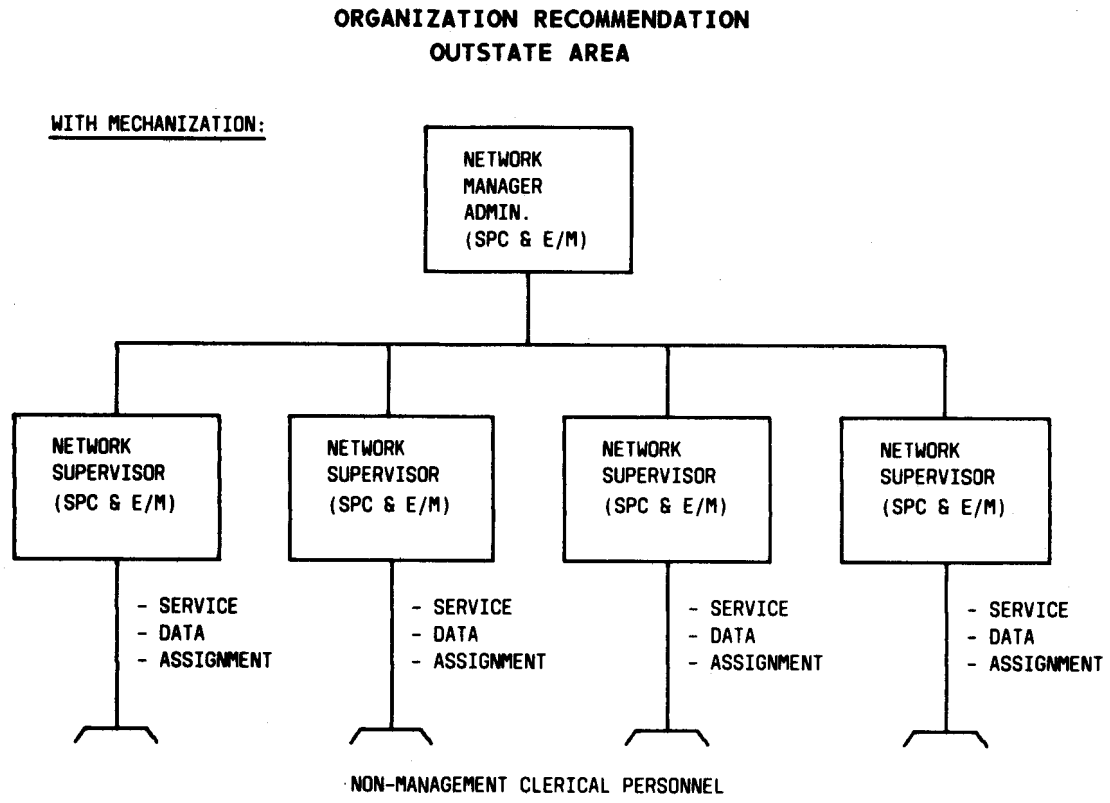 ORGANIZATION RECOMMENDATION
OUTSTATE AREA
WITH MECHANIZATION:
NETWORK
MANAGER
ADMIN.
(SPC & E/M)
NETWORK
SUPERVISOR
(SPC & E/M)
NETWORK
SUPERVISOR
(SPC & E/M)
NETWORK
SUPERVISOR
(SPC & E/M)
NETWORK
SUPERVISOR
(SPC & E/M)
- SERVICE
- DATA
- ASSIGNMENT
- SERVICE
- DATA
- ASSIGNMENT
- SERVICE
- DATA
- ASSIGNMENT
- SERVICE
- DATA
- ASSIGNMENT
NON-MANAGEMENT CLERICAL PERSONNEL